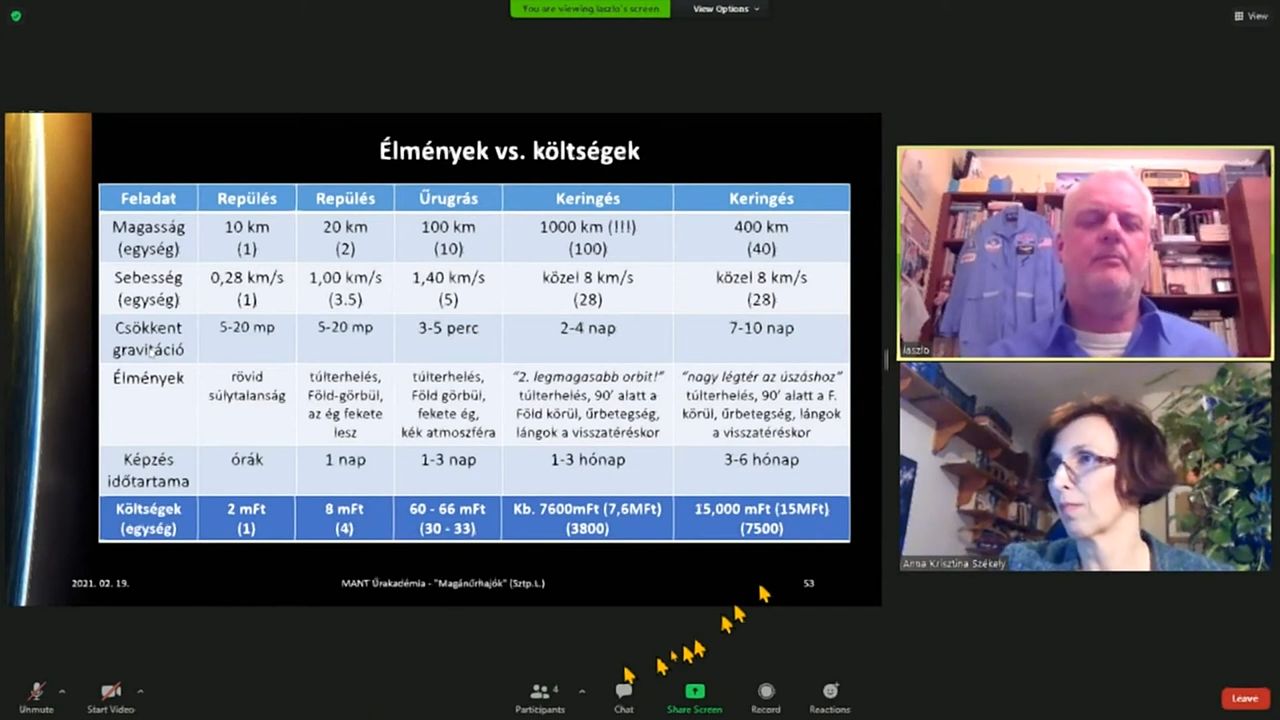 You are viewing laszlo's screen
View Options
View
Élmények vs. költségek
Feladat Repülés Repülés Űrugrás Keringés Keringés
Magasság (egység) 10 km (1) 20 km (2) 100 km (10) 1000 km (!!!) (100) 400 km (40)
Sebesség (egység) 0,28 km/s (1) 1,00 km/s (3.5) 1,40 km/s (5) közel 8 km/s (28) közel 8 km/s (28)
Csökkent gravitáció 5-20 mp 5-20 mp 3-5 perc 2-4 nap 7-10 nap
Élmények rövid súlytalanság túlterhelés, Föld-görbül, az ég fekete lesz túlterhelés, Föld görbül, fekete ég, kék atmoszféra "2. legmagasabb orbit!" túlterhelés, 90' alatt a Föld körül, űrbetegség, lángok a visszatéréskor "nagy légtér az úszáshoz" túlterhelés, 90' alatt a F. körül, űrbetegség, lángok a visszatéréskor
Képzés időtartama órák 1 nap 1-3 nap 1-3 hónap 3-6 hónap
Költségek (egység) 2 mFt (1) 8 mFt (4) 60 - 66 mFt (30 - 33) Kb. 7600mFt (7,6MFt) (3800) 15,000 mFt (15MFt) (7500)
2021. 02. 19. MANT Űrakadémia - "Magánűrhajók" (Sztp.L.) 53
laszlo
Anna Krisztina Székely
Unmute
Start Video
Participants
4
Chat
Share Screen
Record
Reactions
Leave